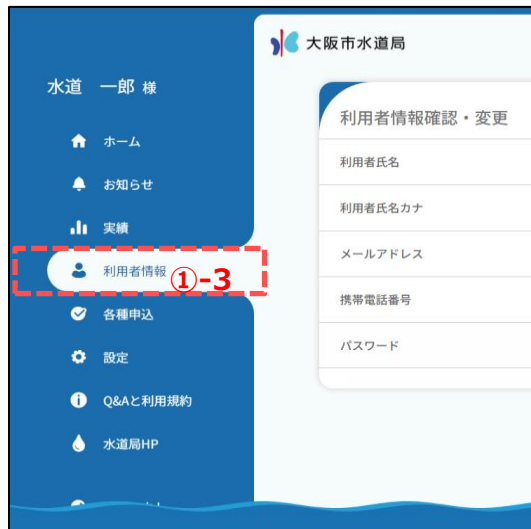 大阪市水道局
水道 一郎 様
ホーム
お知らせ
実績
利用者情報 ①-3
各種申込
設定
Q&Aと利用規約
水道局HP
利用者情報確認・変更
利用者氏名
利用者氏名カナ
メールアドレス
携帯電話番号
パスワード